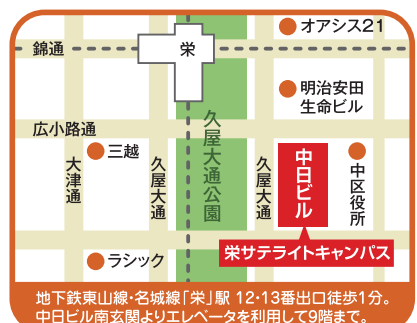 オアシス21
錦通
栄
明治安田
生命ビル
広小路通
三越
大津通
久屋大通
久屋大通公園
久屋大通
中日ビル
中区役所
栄サテライトキャンパス
ラシック
地下鉄東山線・名城線「栄」駅 12・13番出口徒歩1分。
中日ビル南玄関よりエレベータを利用して9階まで。